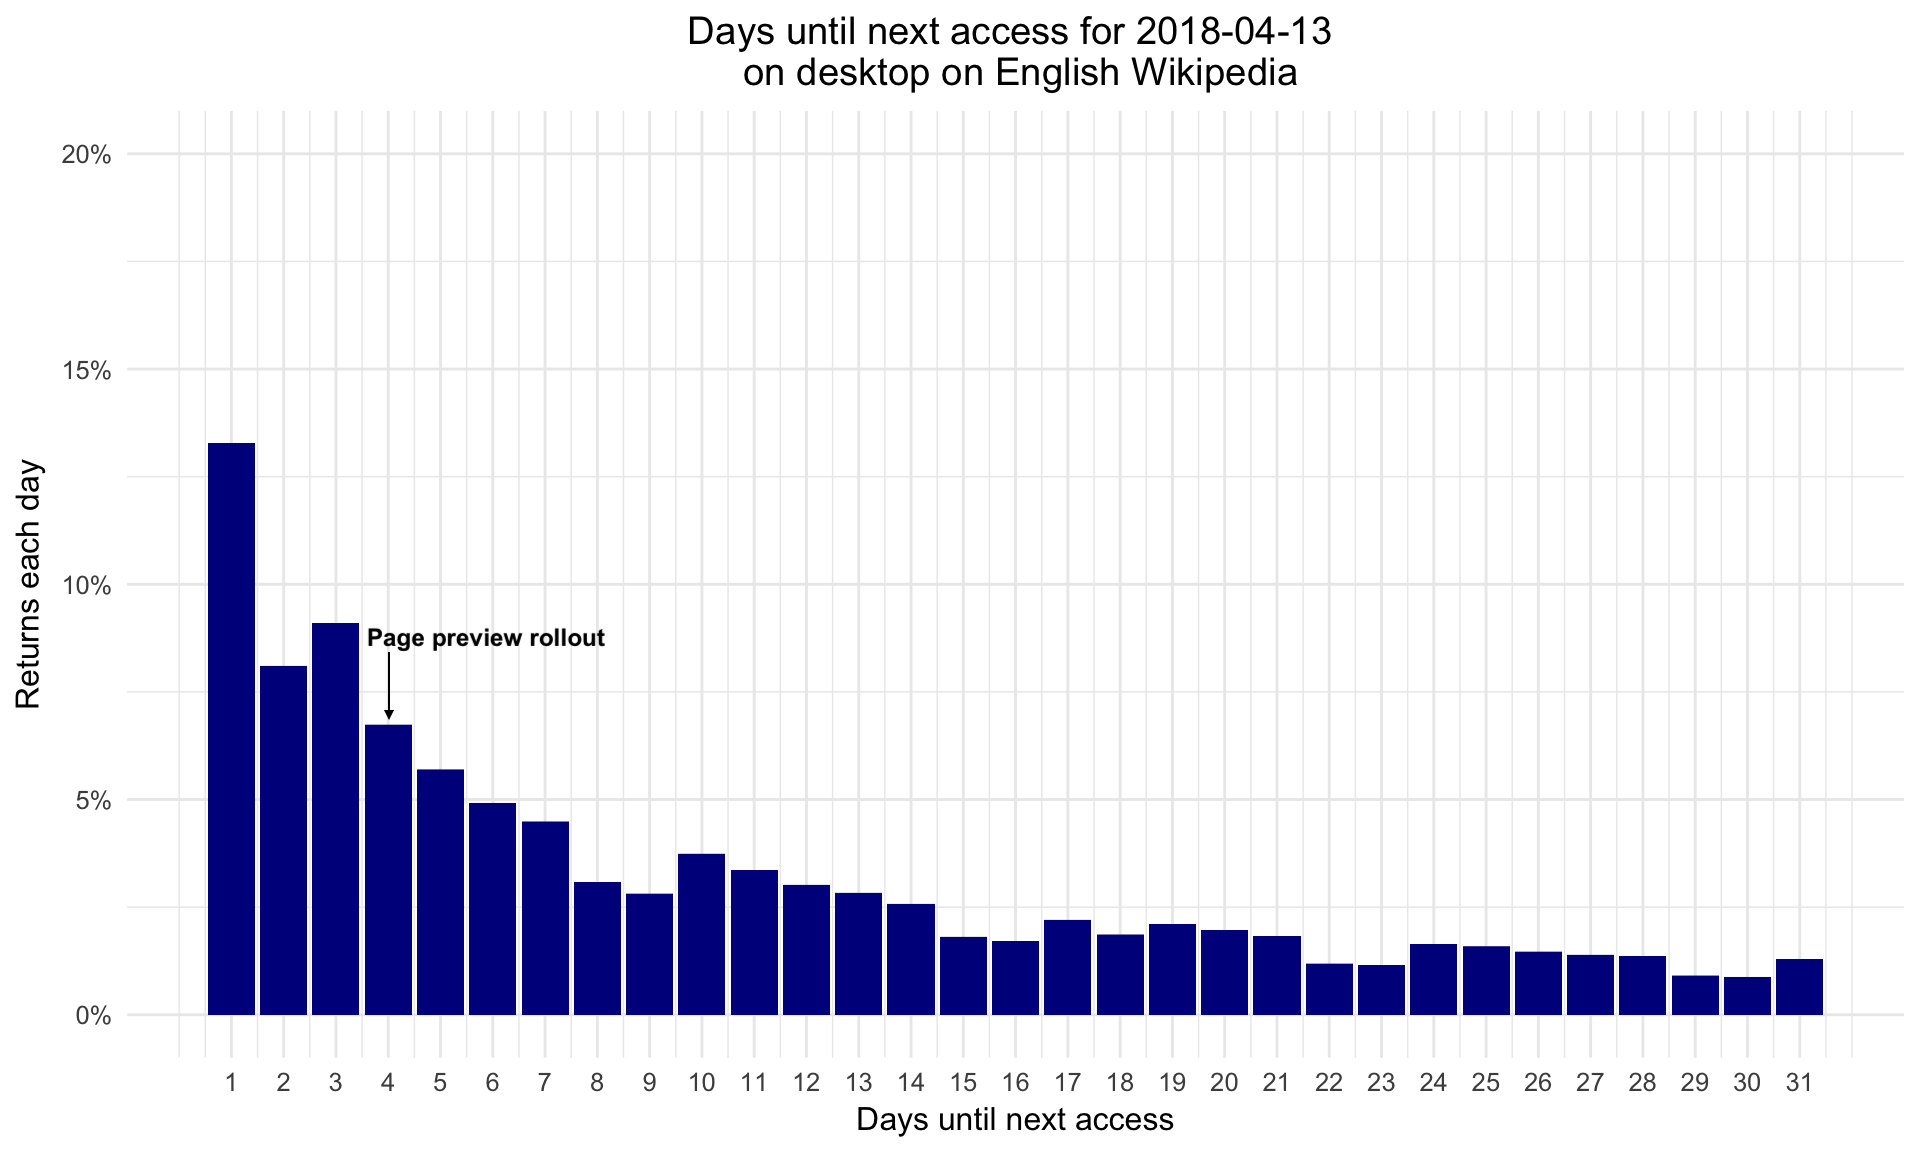 Days until next access for 2018-04-13
on desktop on English Wikipedia
20%
15%
10%
5%
0%
Returns each day
Page preview rollout
1 2 3 4 5 6 7 8 9 10 11 12 13 14 15 16 17 18 19 20 21 22 23 24 25 26 27 28 29 30 31
Days until next access